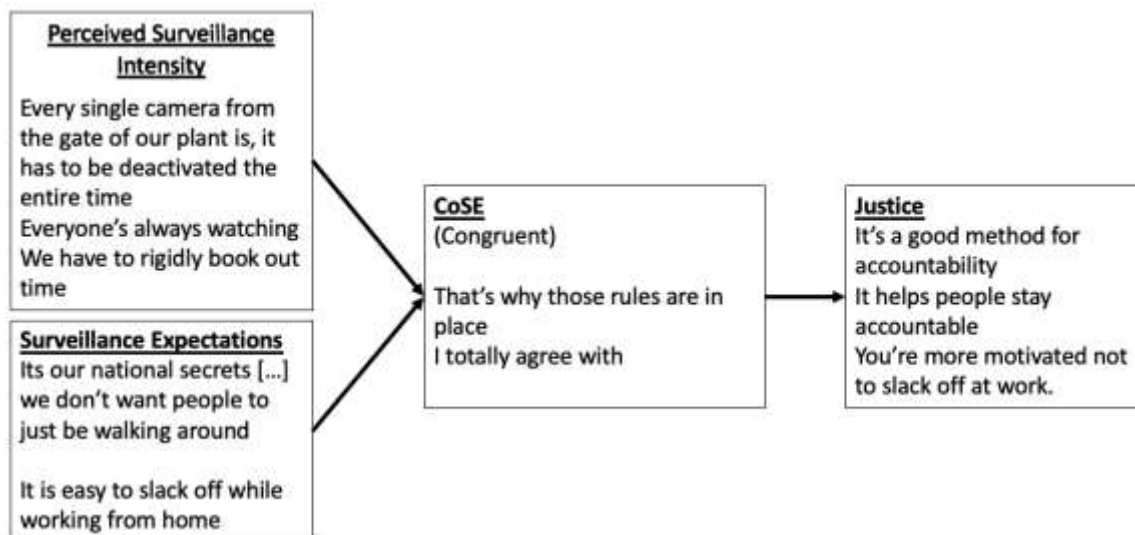 Perceived Surveillance
Intensity
Every single camera from
the gate of our plant is, it
has to be deactivated the
entire time
Everyone's always watching
We have to rigidly book out
time
Surveillance Expectations
Its our national secrets [...]
we don't want people to
just be walking around
It is easy to slack off while
working from home
CoSE
(Congruent)
That's why those rules are in
place
I totally agree with
Justice
It's a good method for
accountability
It helps people stay
accountable
You're more motivated not
to slack off at work.